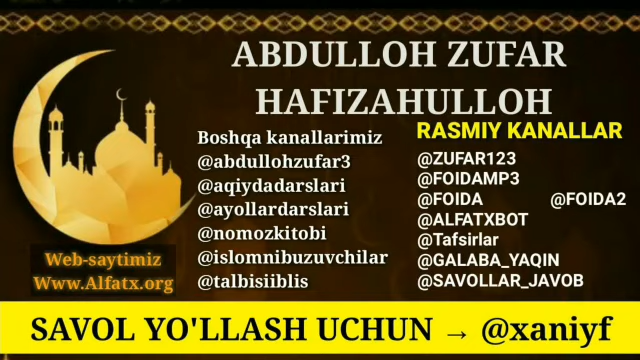 ABDULLOH ZUFAR
HAFIZAHULLOH
Boshqa kanallarimiz
@abdullohzufar3
@aqiydadarslari
@ayollardarslari
@nomozkitobi
@islomnibuzuvchilar
@talbisiiblis
RASMIY KANALLAR
@ZUFAR123
@FOIDAMP3
@FOIDA @FOIDA2
@ALFATXBOT
@Tafsirlar
@GALABA_YAQIN
@SAVOLLAR_JAVOB
Web-saytimiz
Www.Alfatx.org
SAVOL YO'LLASH UCHUN → @xaniyf